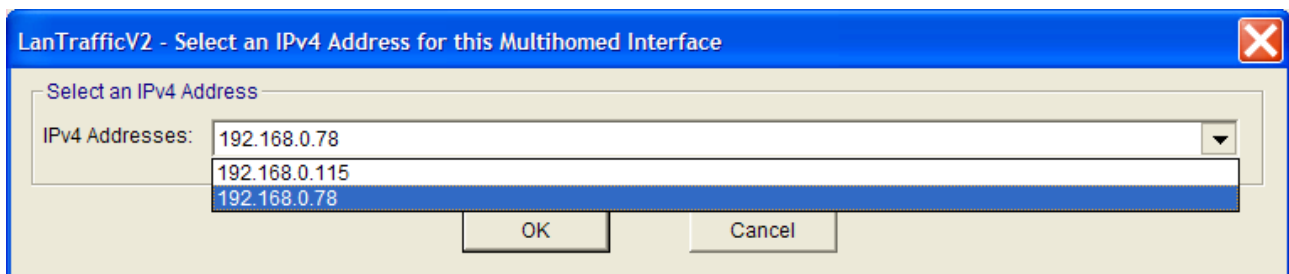 LanTrafficV2 - Select an IPv4 Address for this Multihomed Interface
Select an IPv4 Address
IPv4 Addresses: 192.168.0.78
192.168.0.115
192.168.0.78
OK Cancel